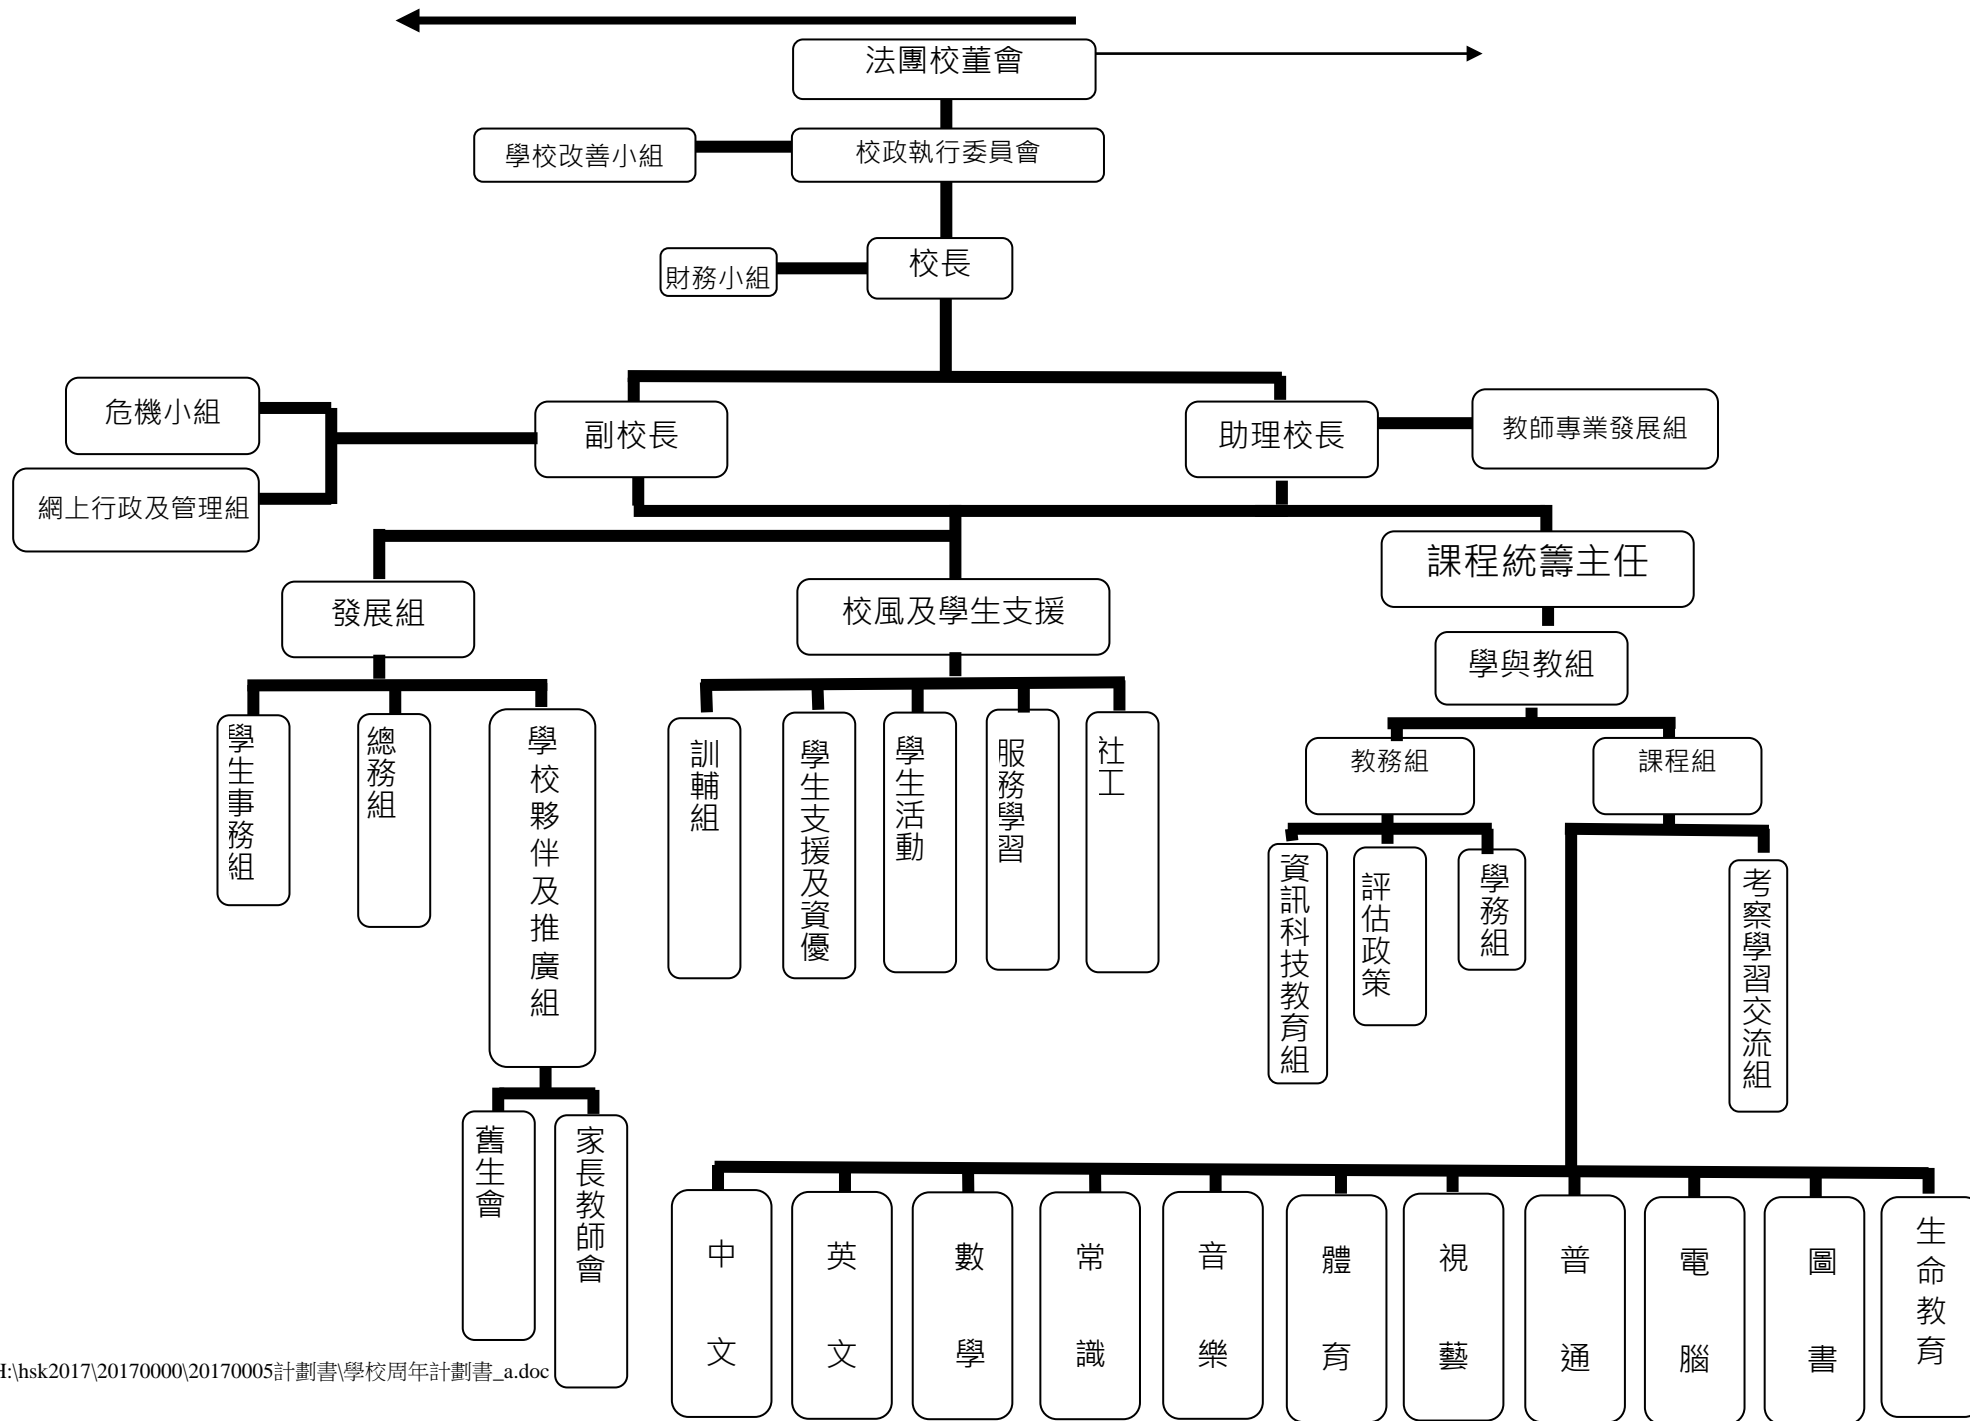 法團校董會
學校改善小組
校政執行委員會
財務小組
校長
危機小組
副校長
助理校長
教師專業發展組
網上行政及管理組
課程統籌主任
發展組
校風及學生支援
學與教組
學生事務組
總務組
學校夥伴及推廣組
訓輔組
學生支援及資優
學生活動
服務學習
社工
教務組
課程組
資訊科技教育組
評估政策
學務組
考察學習交流組
舊生會
家長教師會
中文
英文
數學
常識
音樂
體育
視藝
普通
電腦
圖書
生命教育
H:\hsk2017\20170000\20170005計劃書\學校周年計劃書_a.doc